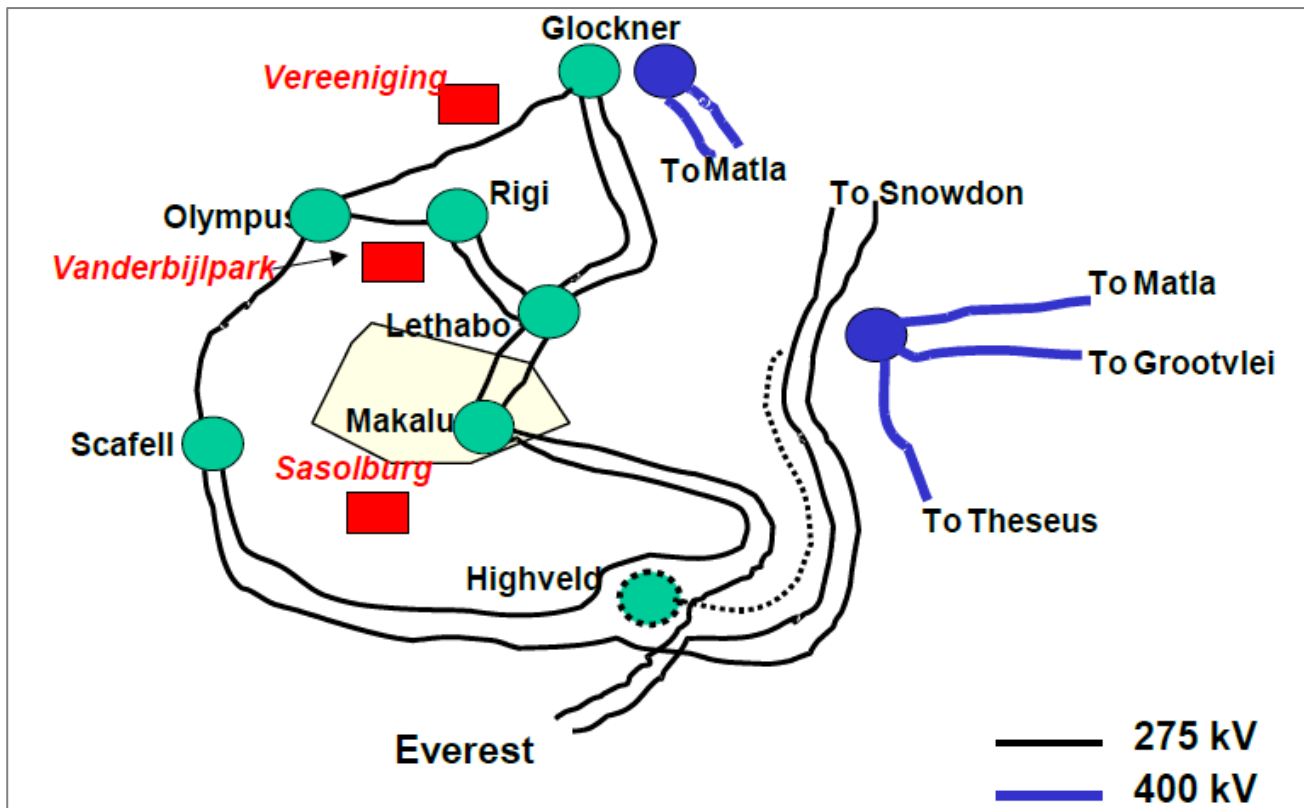 Glockner
Vereeniging
To Matla
To Snowdon
Rigi
Olympus
Vanderbijlpark
To Matla
Lethabo
To Grootvlei
Makalu
Scafell
Sasolburg
To Theseus
Highveld
Everest
275 kV
400 kV